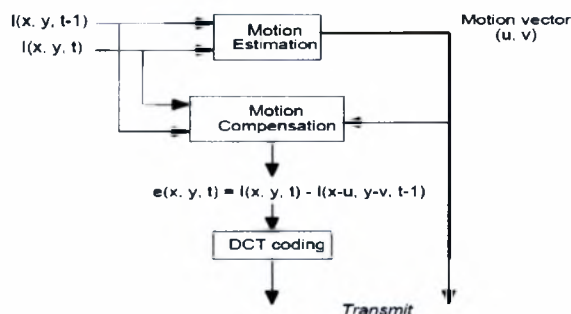 I(x, y, t-1)
I(x, y, t)
Motion
Estimation
Motion vector
(u, v)
Motion
Compensation
e(x, y, t) = I(x, y, t) - I(x-u, y-v, t-1)
DCT coding
Transmit